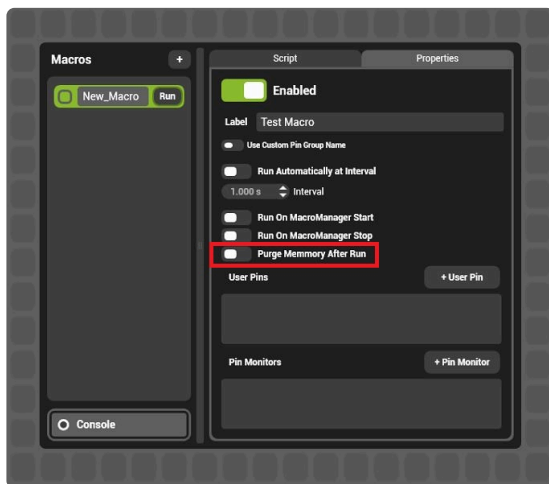 Macros
+
New_Macro
Run
Console
Script
Properties
Enabled
Label Test Macro
Use Custom Pin Group Name
Run Automatically at Interval
1.000 s Interval
Run On MacroManager Start
Run On MacroManager Stop
Purge Memmory After Run
User Pins
+ User Pin
Pin Monitors
+ Pin Monitor